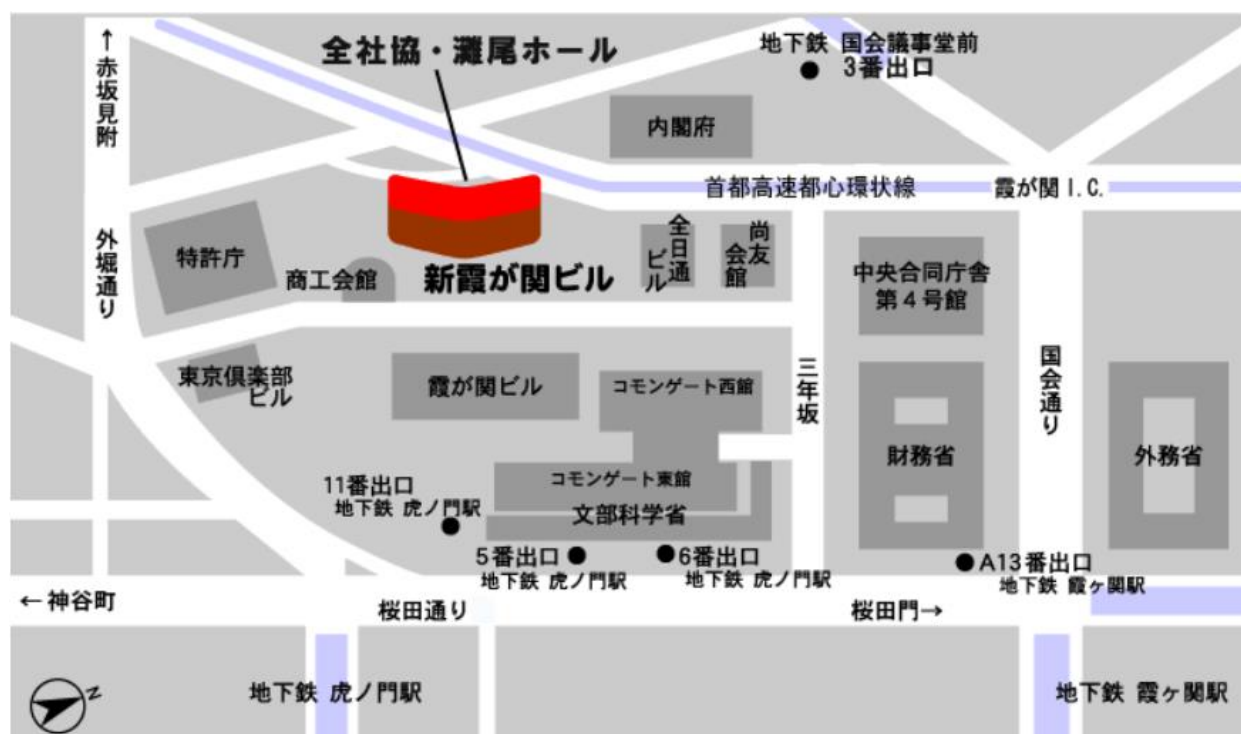 全社協・灘尾ホール
地下鉄 国会議事堂前
3番出口
↑赤坂見附
内閣府
首都高速都心環状線
霞が関 I.C.
外堀通り
特許庁
商工会館
新霞が関ビル
全日通
ビル
尚友
会館
中央合同庁舎
第４号館
東京倶楽部
ビル
霞が関ビル
コモンゲート西館
三年坂
国会通り
財務省
外務省
コモンゲート東館
文部科学省
11番出口
地下鉄 虎ノ門駅
5番出口
地下鉄 虎ノ門駅
6番出口
地下鉄 虎ノ門駅
A13番出口
地下鉄 霞ヶ関駅
←神谷町
桜田通り
桜田門→
N
地下鉄 虎ノ門駅
地下鉄 霞ヶ関駅